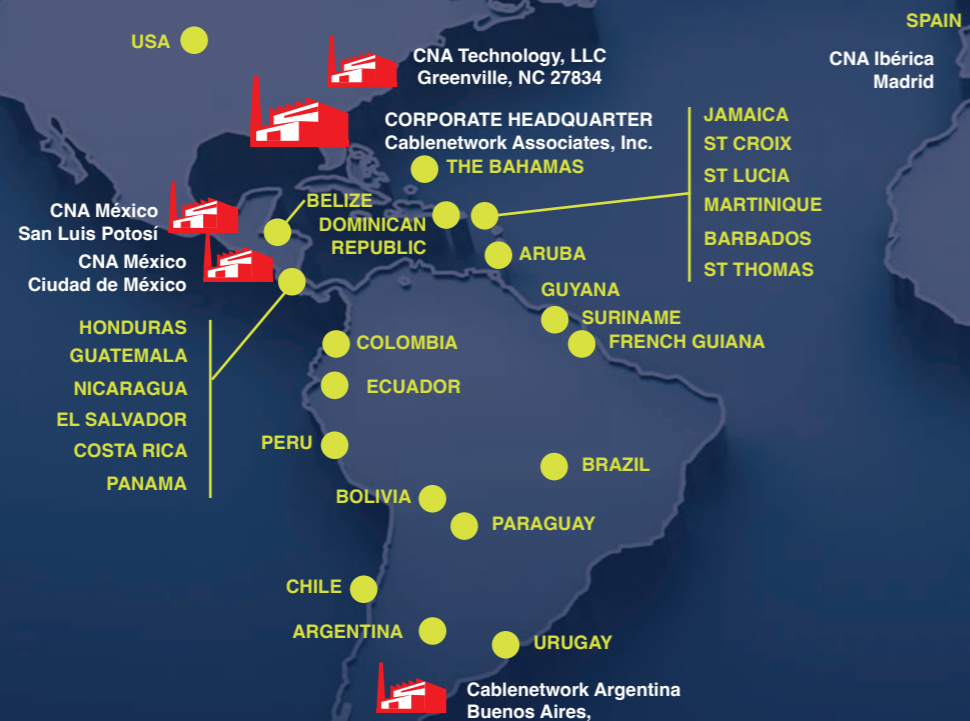 USA
SPAIN
CNA Technology, LLC
Greenville, NC 27834
CNA Ibérica
Madrid
CORPORATE HEADQUARTER
Cablenetwork Associates, Inc.
THE BAHAMAS
JAMAICA
ST CROIX
ST LUCIA
MARTINIQUE
BARBADOS
ST THOMAS
BELIZE
DOMINICAN
REPUBLIC
CNA México
San Luis Potosí
CNA México
Ciudad de México
ARUBA
GUYANA
SURINAME
FRENCH GUIANA
HONDURAS
GUATEMALA
NICARAGUA
EL SALVADOR
COSTA RICA
PANAMA
COLOMBIA
ECUADOR
PERU
BRAZIL
BOLIVIA
PARAGUAY
CHILE
ARGENTINA
URUGAY
Cablenetwork Argentina
Buenos Aires,